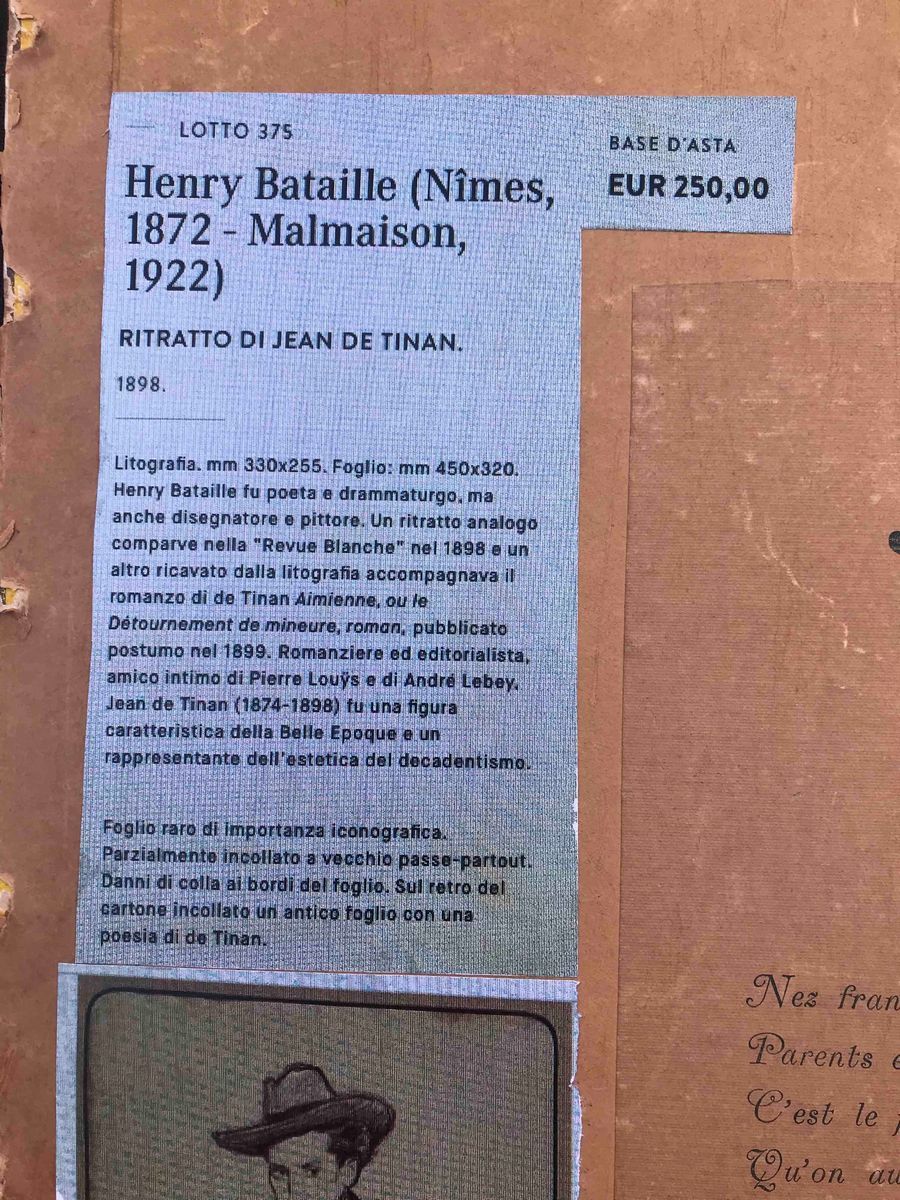 LOTTO 375
BASE D'ASTA
EUR 250,00
Henry Bataille (Nîmes,
1872 - Malmaison,
1922)
RITRATTO DI JEAN DE TINAN.
1898.
Litografia. mm 330x255. Foglio: mm 450x320.
Henry Bataille fu poeta e drammaturgo, ma
anche disegnatore e pittore. Un ritratto analogo
comparve nella "Revue Blanche" nel 1898 e un
altro ricavato dalla litografia accompagnava il
romanzo di de Tinan Aimienne, ou le
Détournement de mineure, roman, pubblicato
postumo nel 1899. Romanziere ed editorialista,
amico intimo di Pierre Louÿs e di André Lebey.
Jean de Tinan (1874-1898) fu una figura
caratteristica della Belle Epoque e un
rappresentante dell'estetica del decadentismo.
Foglio raro di importanza iconografica.
Parzialmente incollato a vecchio passe-partout.
Danni di colla ai bordi del foglio. Sul retro del
cartone incollato un antico foglio con una
poesia di de Tinan.
Nez fran
Parents
C'est le
Qu'on au